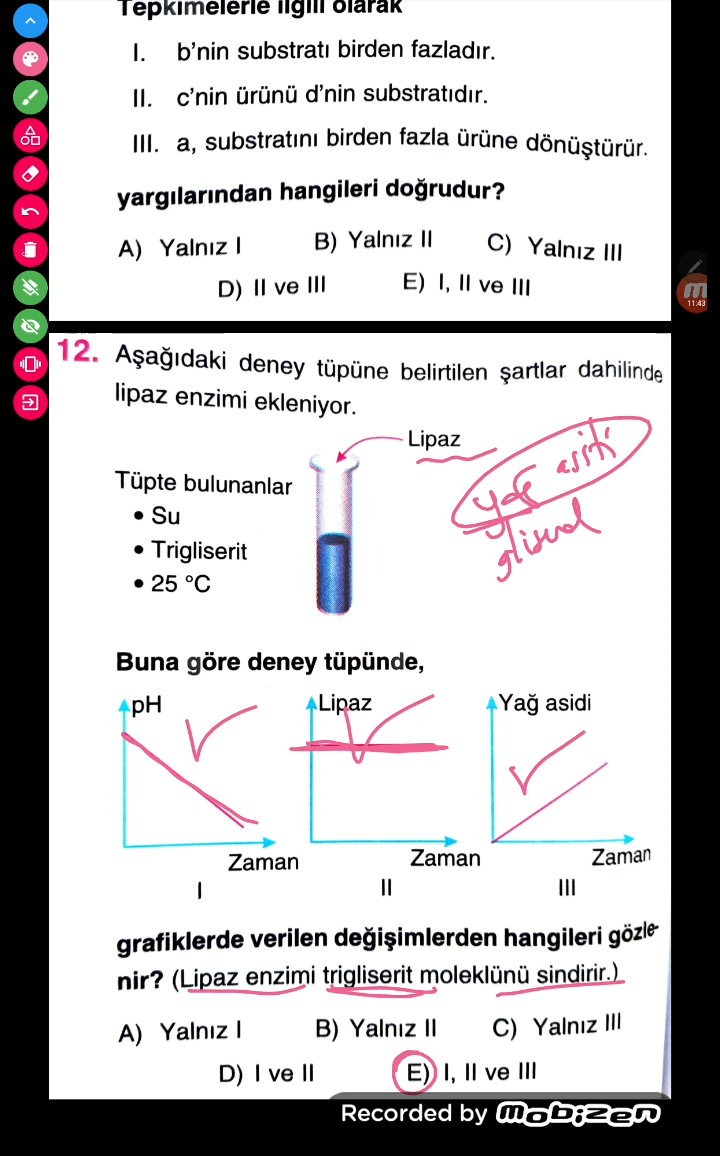 Tepkimelerle ilgili olarak
I. b'nin substratı birden fazladır.
II. c'nin ürünü d'nin substratıdır.
III. a, substratını birden fazla ürüne dönüştürür.
yargılarından hangileri doğrudur?
A) Yalnız I B) Yalnız II C) Yalnız III
D) II ve III E) I, II ve III
11:43
12. Aşağıdaki deney tüpüne belirtilen şartlar dahilinde
lipaz enzimi ekleniyor.
Lipaz
yağ asiti
gliserol
Tüpte bulunanlar
• Su
• Trigliserit
• 25 °C
Buna göre deney tüpünde,
pH Lipaz Yağ asidi
Zaman Zaman Zaman
I II III
grafiklerde verilen değişimlerden hangileri gözle-
nir? (Lipaz enzimi trigliserit moleklünü sindirir.)
A) Yalnız I B) Yalnız II C) Yalnız III
D) I ve II E) I, II ve III
Recorded by mobizen